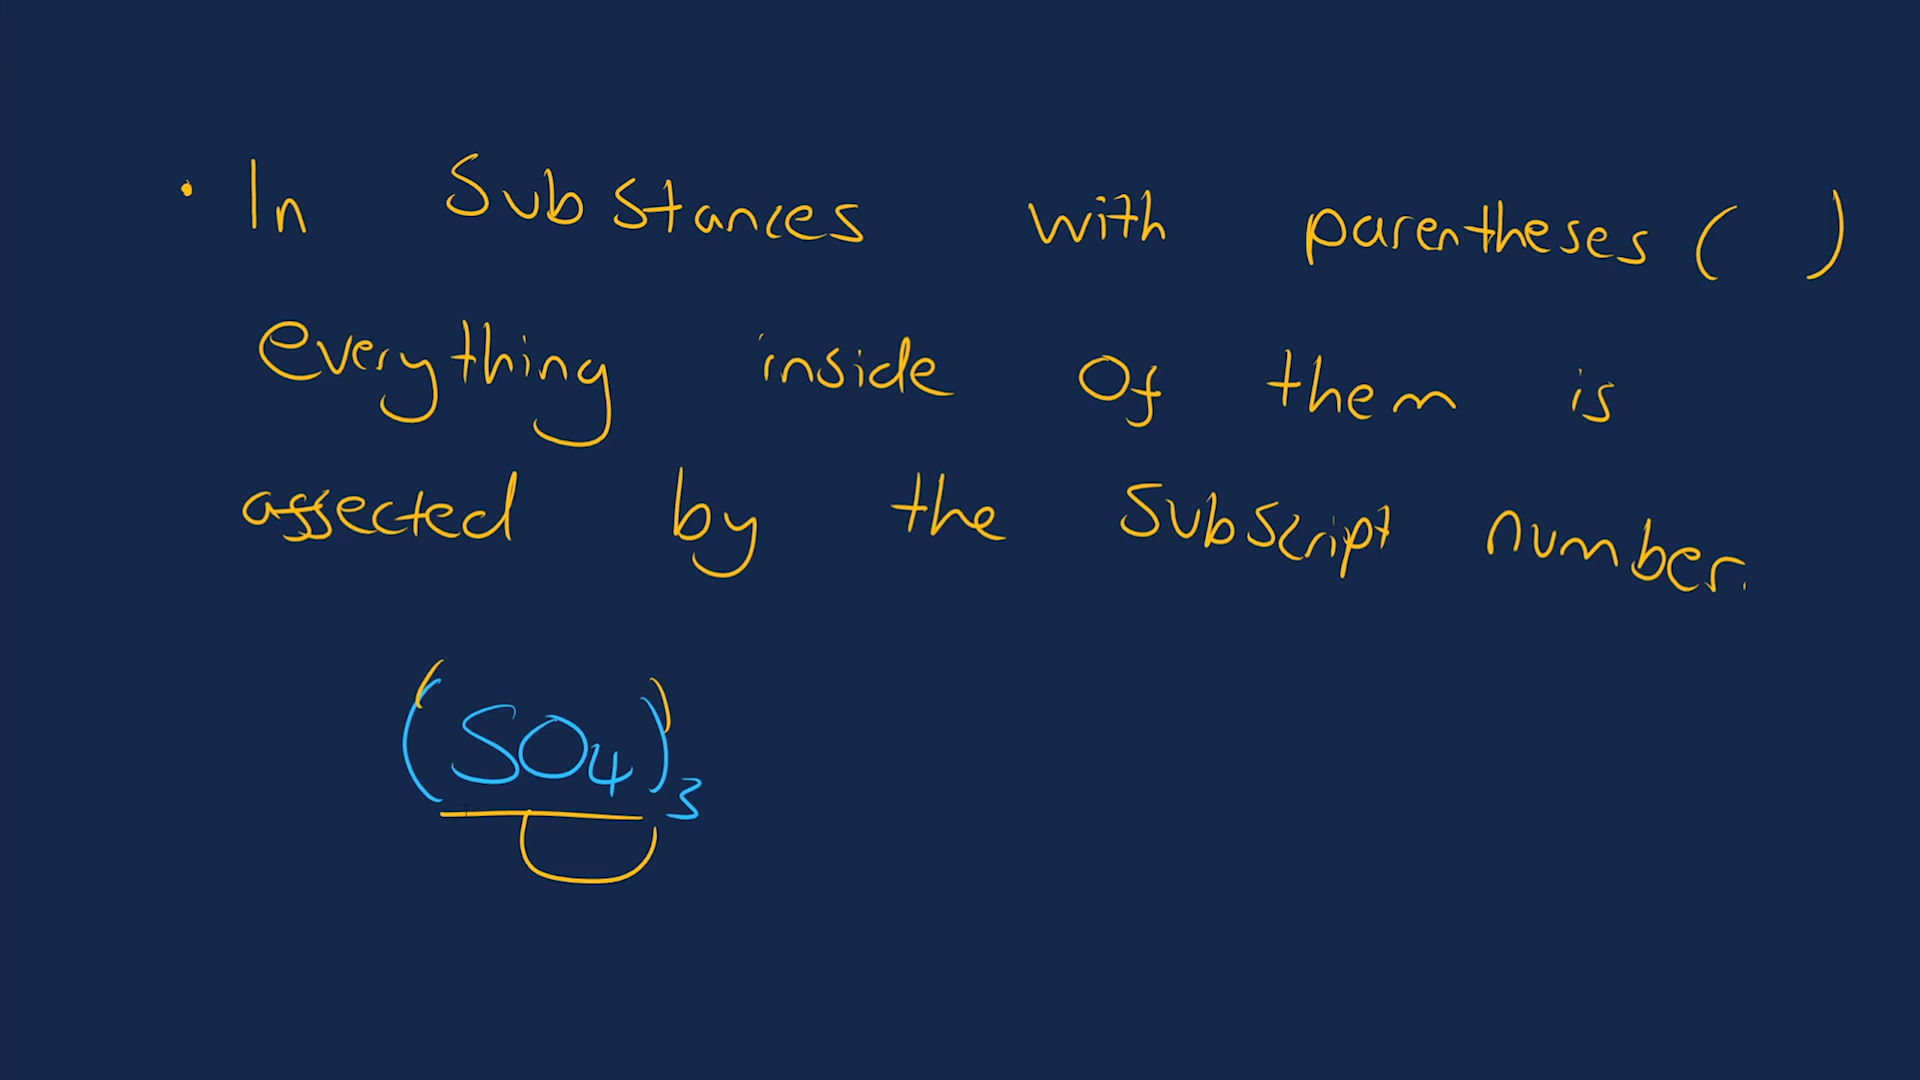 • In Substances with parentheses ( )
everything inside of them is
affected by the subscript number.
(SO₄)₃